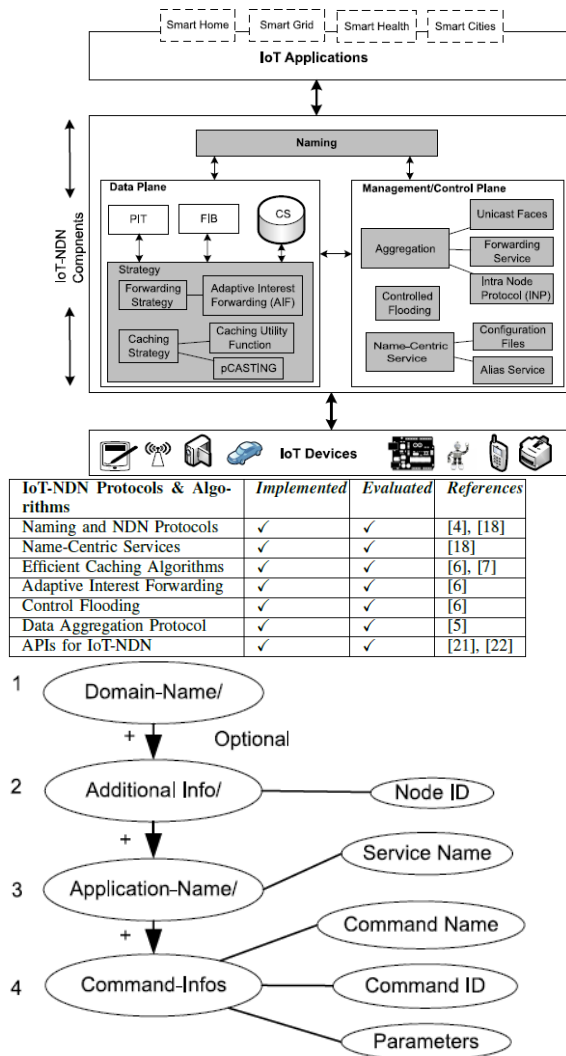 Smart Home
Smart Grid
Smart Health
Smart Cities
IoT Applications
IoT-NDN
Compnents
Naming
Data Plane
PIT
FIB
CS
Strategy
Forwarding
Strategy
Adaptive Interest
Forwarding (AIF)
Caching
Strategy
Caching Utility
Function
pCASTING
Management/Control Plane
Aggregation
Unicast Faces
Forwarding
Service
Intra Node
Protocol (INP)
Controlled
Flooding
Name-Centric
Service
Configuration
Files
Alias Service
IoT Devices
IoT-NDN Protocols & Algo- Implemented Evaluated References
rithms
Naming and NDN Protocols ✓ ✓ [4], [18]
Name-Centric Services ✓ ✓ [18]
Efficient Caching Algorithms ✓ ✓ [6], [7]
Adaptive Interest Forwarding ✓ ✓ [6]
Control Flooding ✓ ✓ [6]
Data Aggregation Protocol ✓ ✓ [5]
APIs for IoT-NDN ✓ ✓ [21], [22]
1 Domain-Name/
+ Optional
2 Additional Info/ Node ID
+
3 Application-Name/ Service Name
+
4 Command-Infos
Command Name
Command ID
Parameters